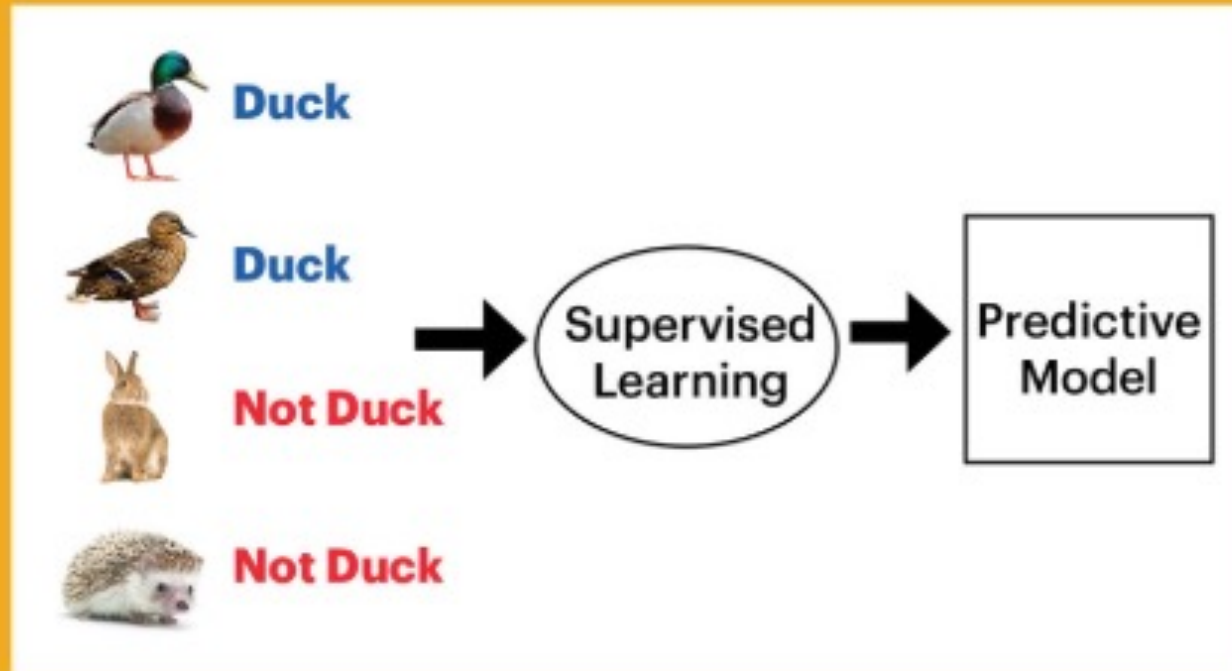 Duck
Duck
Not Duck
Not Duck
Supervised
Learning
Predictive
Model